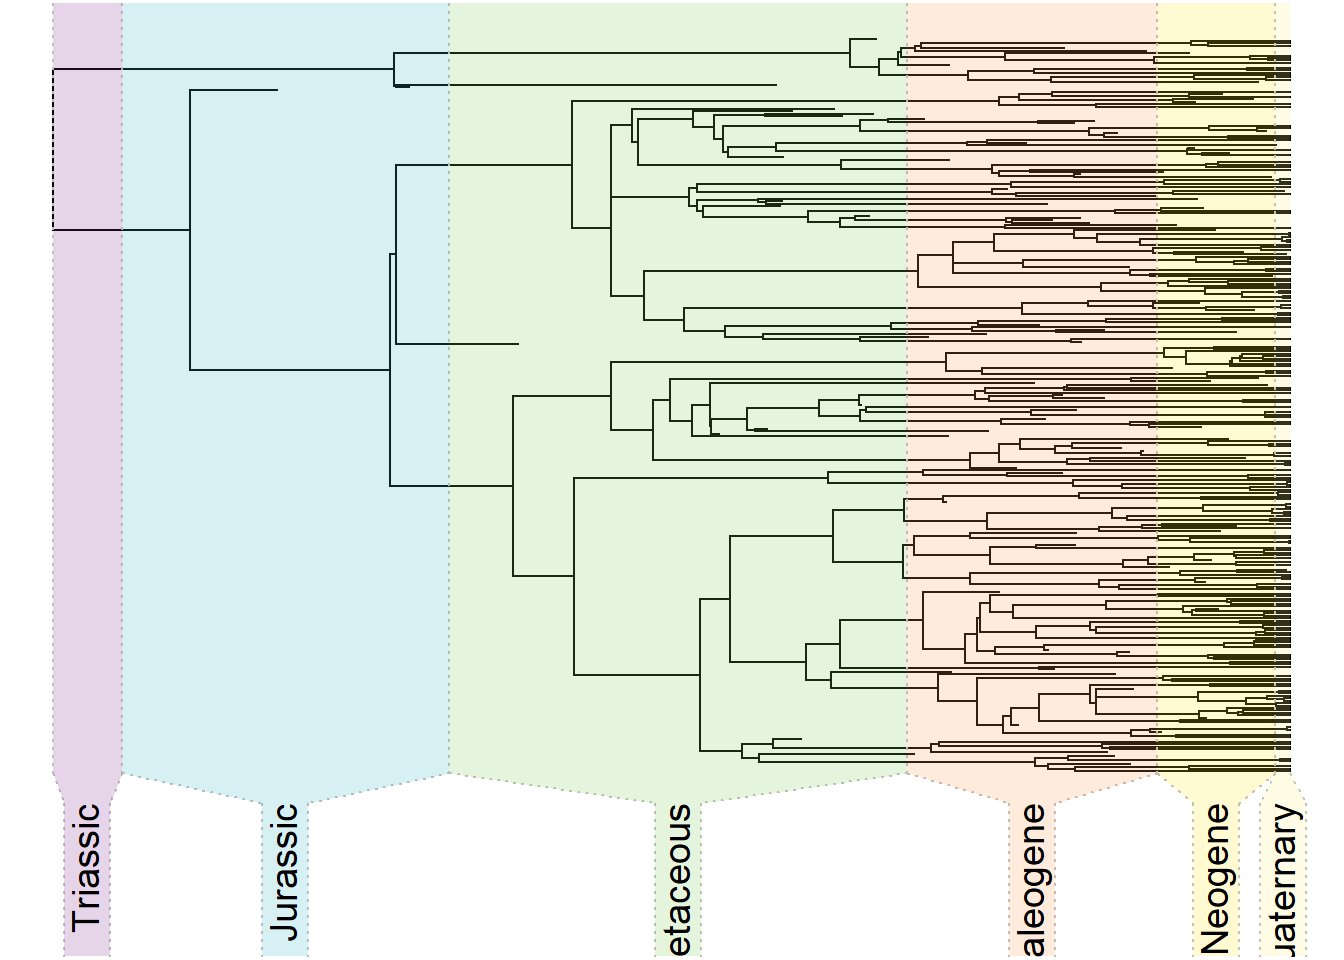 Triassic
Jurassic
etaceous
aleogene
Neogene
uaternary